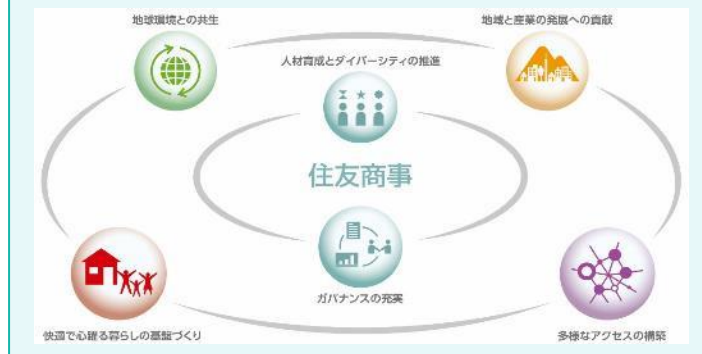 地球環境との共生
地域と産業の発展への貢献
人材育成とダイバーシティの推進
住友商事
ガバナンスの充実
快適で心躍る暮らしの基盤づくり
多様なアクセスの構築